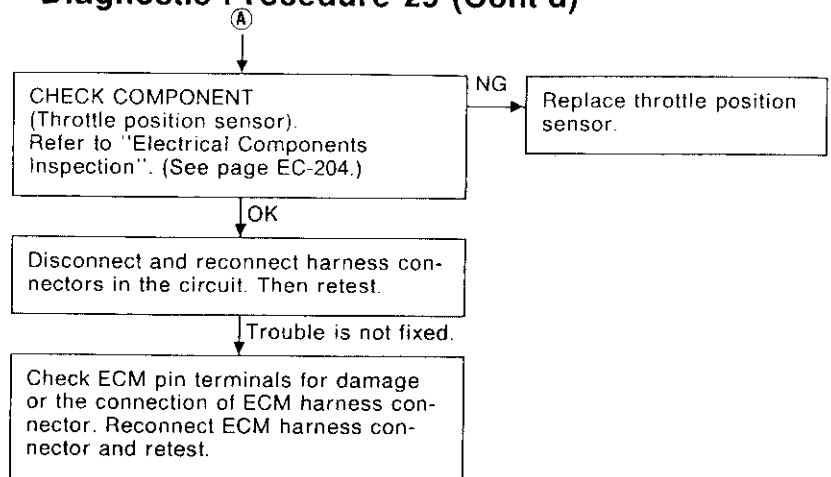 Diagnostic Procedure 29 (Cont'd)
A
CHECK COMPONENT
(Throttle position sensor).
Refer to "Electrical Components
Inspection". (See page EC-204.)
NG
Replace throttle position
sensor.
OK
Disconnect and reconnect harness con-
nectors in the circuit. Then retest.
Trouble is not fixed.
Check ECM pin terminals for damage
or the connection of ECM harness con-
nector. Reconnect ECM harness con-
nector and retest.